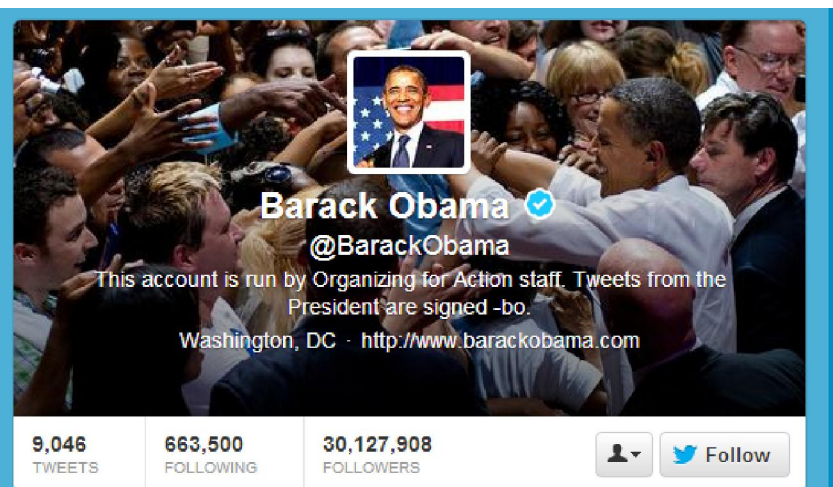 Barack Obama
@BarackObama
This account is run by Organizing for Action staff. Tweets from the
President are signed -bo.
Washington, DC · http://www.barackobama.com
9,046 663,500 30,127,908
TWEETS FOLLOWING FOLLOWERS
Follow